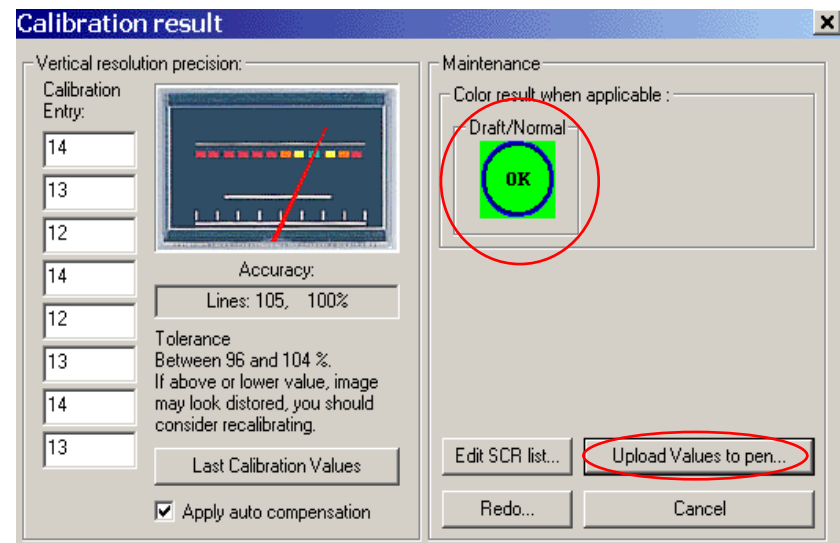 Calibration result
Vertical resolution precision:
Calibration
Entry:
14
13
12
14
12
13
14
13
Accuracy:
Lines: 105, 100%
Tolerance
Between 96 and 104 %.
If above or lower value, image
may look distored, you should
consider recalibrating.
Last Calibration Values
Apply auto compensation
Maintenance
Color result when applicable :
Draft/Normal
OK
Edit SCR list...
Upload Values to pen...
Redo...
Cancel